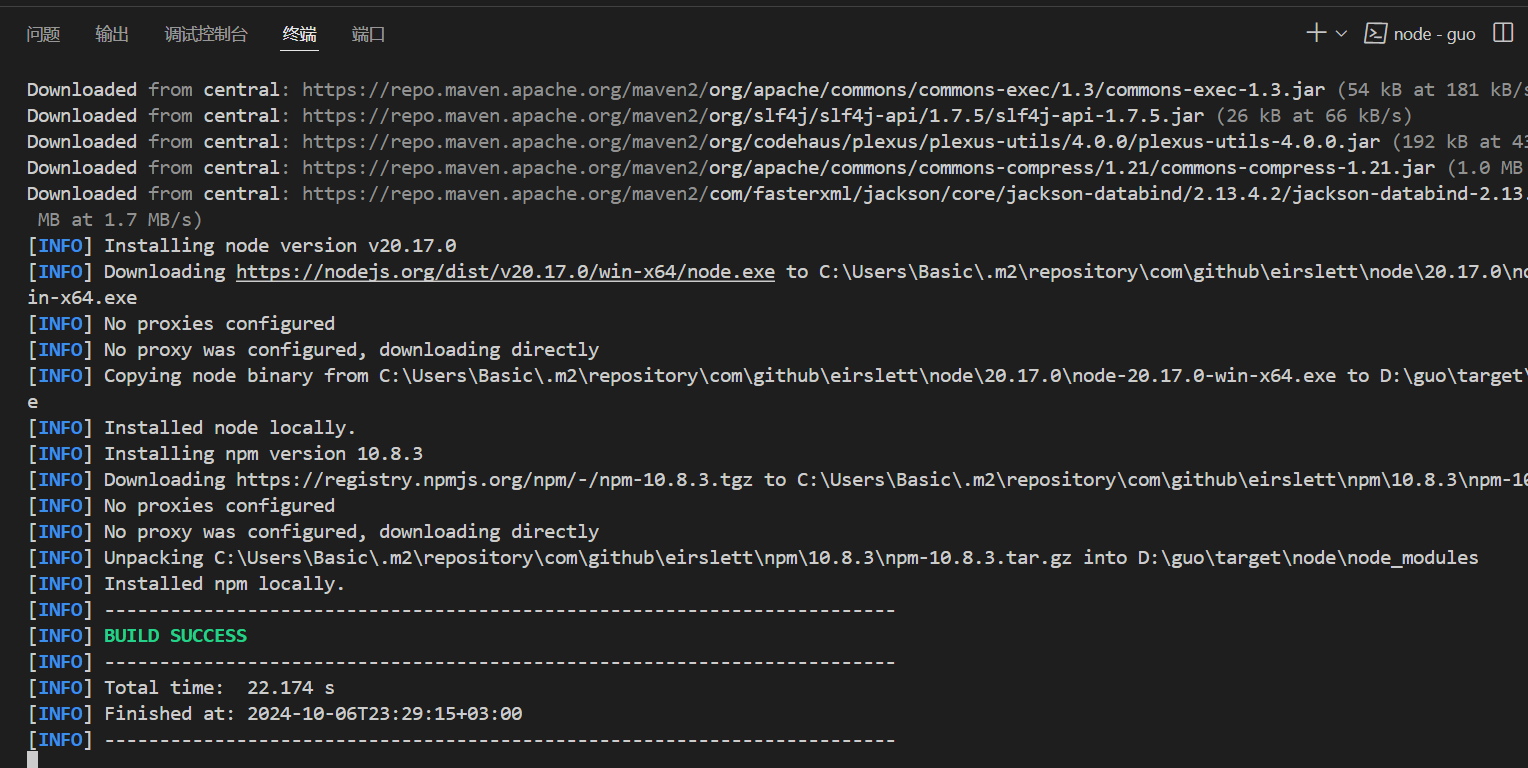 问题 输出 调试控制台 终端 端口 node - guo
Downloaded from central: https://repo.maven.apache.org/maven2/org/apache/commons/commons-exec/1.3/commons-exec-1.3.jar (54 kB at 181 kB/s
Downloaded from central: https://repo.maven.apache.org/maven2/org/slf4j/slf4j-api/1.7.5/slf4j-api-1.7.5.jar (26 kB at 66 kB/s)
Downloaded from central: https://repo.maven.apache.org/maven2/org/codehaus/plexus/plexus-utils/4.0.0/plexus-utils-4.0.0.jar (192 kB at 43
Downloaded from central: https://repo.maven.apache.org/maven2/org/apache/commons/commons-compress/1.21/commons-compress-1.21.jar (1.0 MB
Downloaded from central: https://repo.maven.apache.org/maven2/com/fasterxml/jackson/core/jackson-databind/2.13.4.2/jackson-databind-2.13.
MB at 1.7 MB/s)
[INFO] Installing node version v20.17.0
[INFO] Downloading https://nodejs.org/dist/v20.17.0/win-x64/node.exe to C:\Users\Basic\.m2\repository\com\github\eirslett\node\20.17.0\no
in-x64.exe
[INFO] No proxies configured
[INFO] No proxy was configured, downloading directly
[INFO] Copying node binary from C:\Users\Basic\.m2\repository\com\github\eirslett\node\20.17.0\node-20.17.0-win-x64.exe to D:\guo\target\
e
[INFO] Installed node locally.
[INFO] Installing npm version 10.8.3
[INFO] Downloading https://registry.npmjs.org/npm/-/npm-10.8.3.tgz to C:\Users\Basic\.m2\repository\com\github\eirslett\npm\10.8.3\npm-10
[INFO] No proxies configured
[INFO] No proxy was configured, downloading directly
[INFO] Unpacking C:\Users\Basic\.m2\repository\com\github\eirslett\npm\10.8.3\npm-10.8.3.tar.gz into D:\guo\target\node\node_modules
[INFO] Installed npm locally.
[INFO] ------------------------------------------------------------------------
[INFO] BUILD SUCCESS
[INFO] ------------------------------------------------------------------------
[INFO] Total time:  22.174 s
[INFO] Finished at: 2024-10-06T23:29:15+03:00
[INFO] ------------------------------------------------------------------------